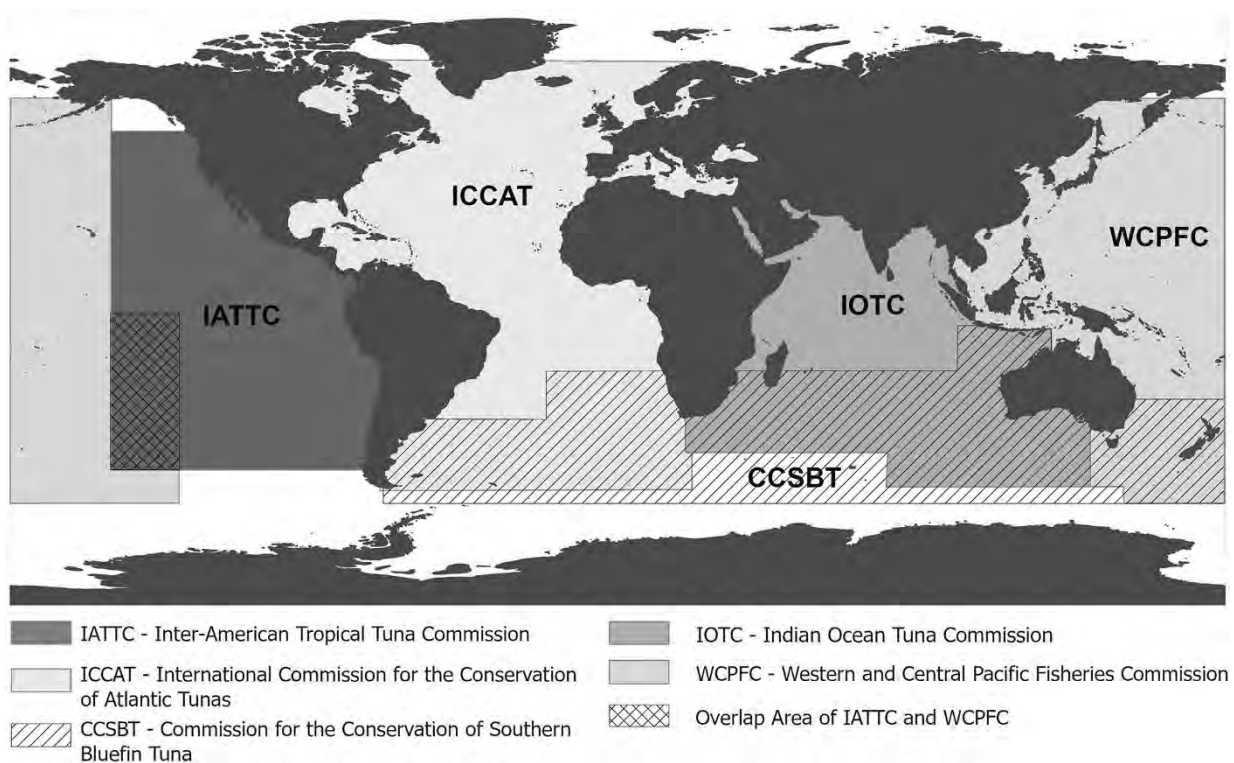 ICCAT
WCPFC
IATTC
IOTC
CCSBT
IATTC - Inter-American Tropical Tuna Commission
ICCAT - International Commission for the Conservation
of Atlantic Tunas
CCSBT - Commission for the Conservation of Southern
Bluefin Tuna
IOTC - Indian Ocean Tuna Commission
WCPFC - Western and Central Pacific Fisheries Commission
Overlap Area of IATTC and WCPFC